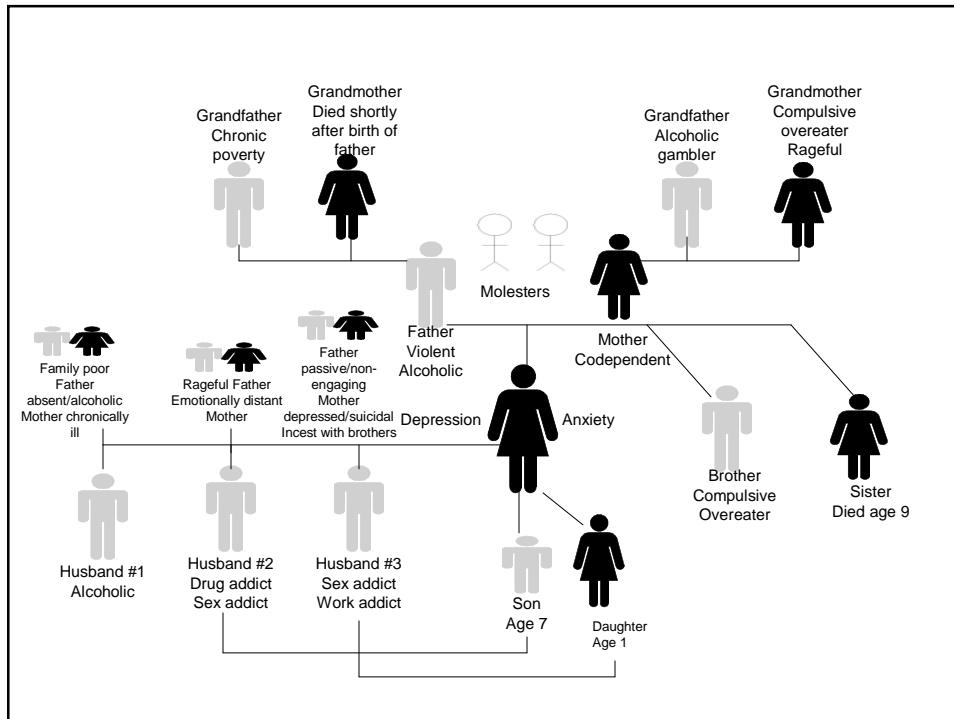 Grandfather
Chronic
poverty
Grandmother
Died shortly
after birth of
father
Grandfather
Alcoholic
gambler
Grandmother
Compulsive
overeater
Rageful
Molesters
Father
Violent
Alcoholic
Mother
Codependent
Family poor
Father
absent/alcoholic
Mother chronically
ill
Rageful Father
Emotionally distant
Mother
Father
passive/non-
engaging
Mother
depressed/suicidal
Incest with brothers
Depression
Anxiety
Brother
Compulsive
Overeater
Sister
Died age 9
Husband #1
Alcoholic
Husband #2
Drug addict
Sex addict
Husband #3
Sex addict
Work addict
Son
Age 7
Daughter
Age 1